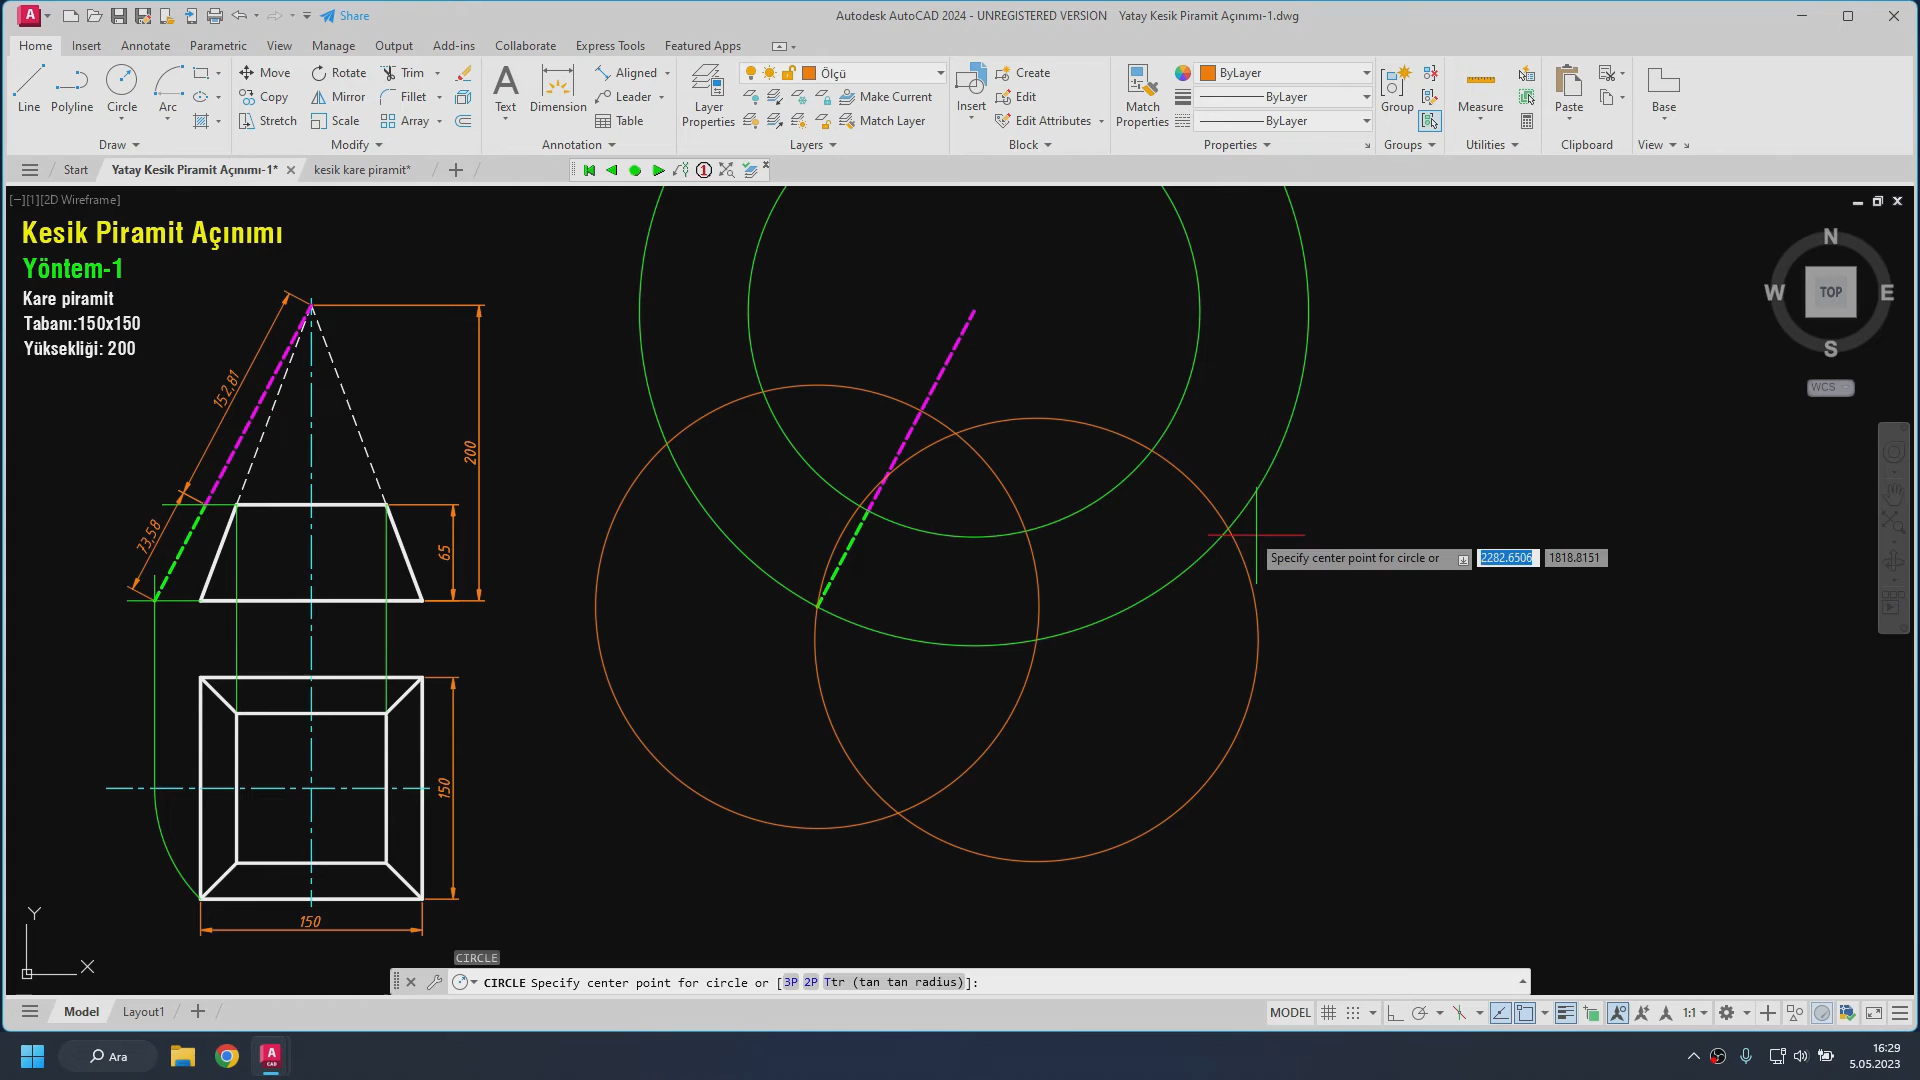 Share
Autodesk AutoCAD 2024 - UNREGISTERED VERSION Yatay Kesik Piramit Açınımı-1.dwg
Home Insert Annotate Parametric View Manage Output Add-ins Collaborate Express Tools Featured Apps
Line Polyline Circle Arc
Move Rotate Trim
Copy Mirror Fillet
Stretch Scale Array
Text Dimension
Aligned
Leader
Table
Layer Properties
Ölçü
Make Current
Match Layer
Insert
Create
Edit
Edit Attributes
Match Properties
ByLayer
ByLayer
ByLayer
Group
Measure
Paste
Base
Draw Modify Annotation Layers Block Properties Groups Utilities Clipboard View
Start Yatay Kesik Piramit Açınımı-1* kesik kare piramit*
[−][1][2D Wireframe]
Kesik Piramit Açınımı
Yöntem-1
Kare piramit
Tabanı:150x150
Yüksekliği: 200
152,81
73,58
200
65
150
150
N
W TOP E
S
WCS
Specify center point for circle or 2282.6506 1818.8151
Y
X
CIRCLE
CIRCLE Specify center point for circle or [3P 2P Ttr (tan tan radius)]:
Model Layout1
MODEL 1:1
Ara
16:29
5.05.2023